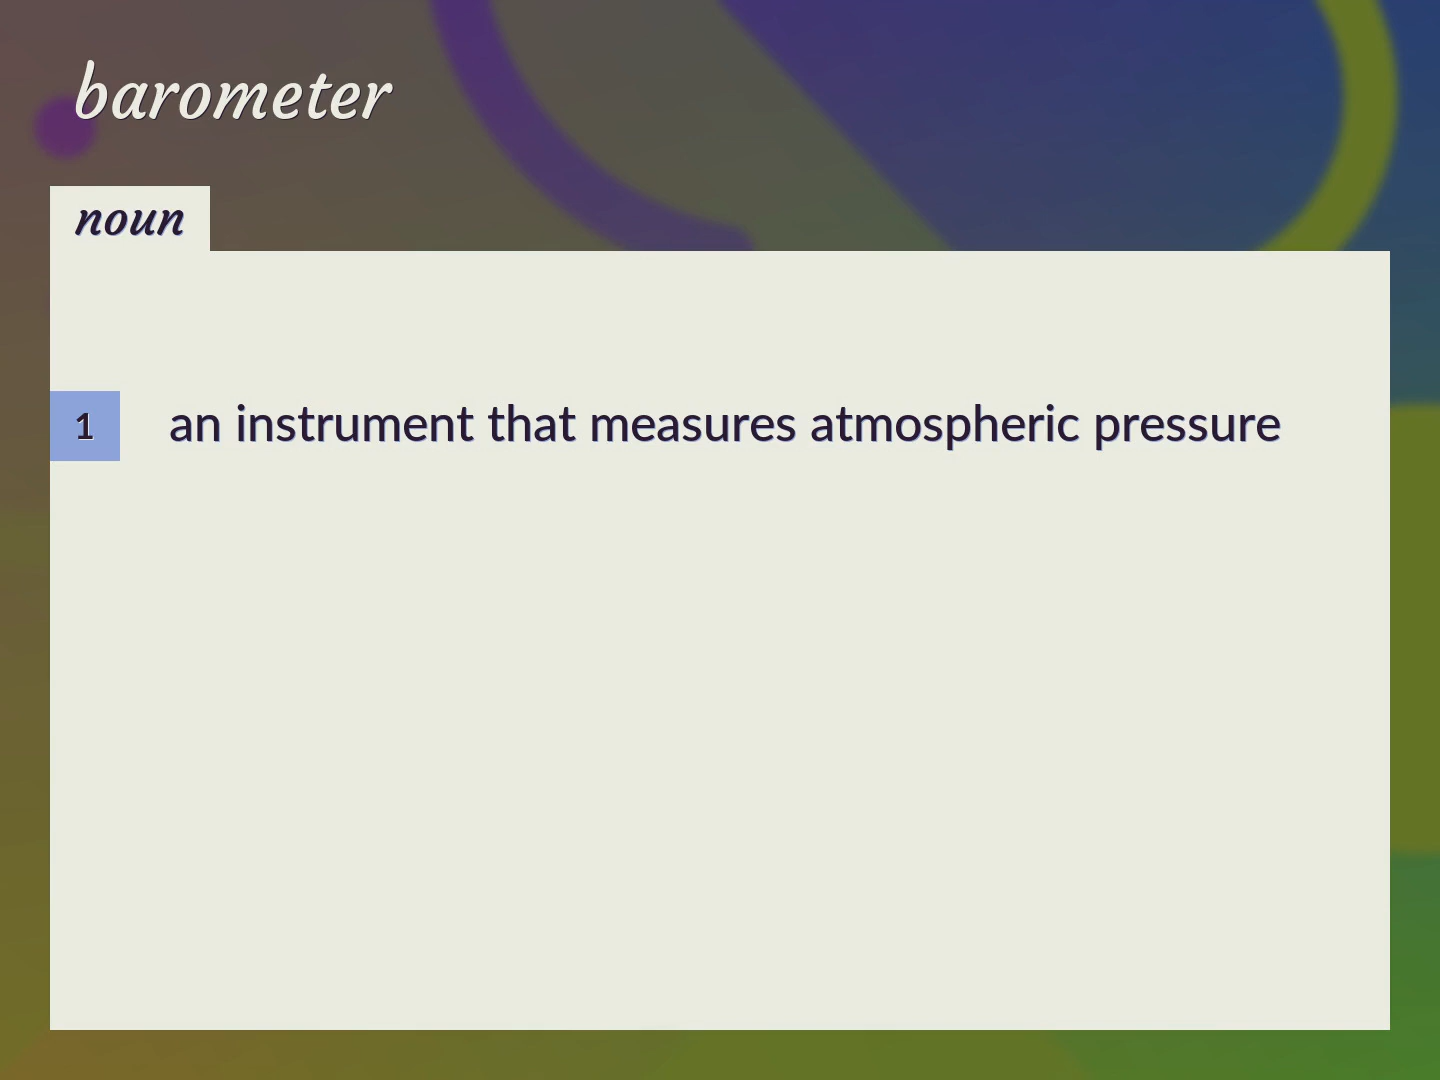 barometer
noun
1 an instrument that measures atmospheric pressure